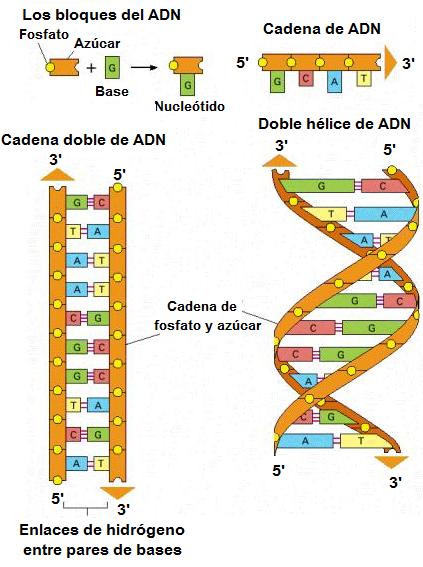 Los bloques del ADN
Fosfato
Azúcar
+ G
Base
G
Nucleótido
Cadena de ADN
5' 3'
G C A T
Cadena doble de ADN
3' 5'
G C
T A
A T
A T
C G
G C
G C
T A
C G
A T
5' 3'
Enlaces de hidrógeno
entre pares de bases
Cadena de
fosfato y azúcar
Doble hélice de ADN
3' 5'
G C
T A
A T
A
G C
C G
C G
A
C G
A T
5' 3'